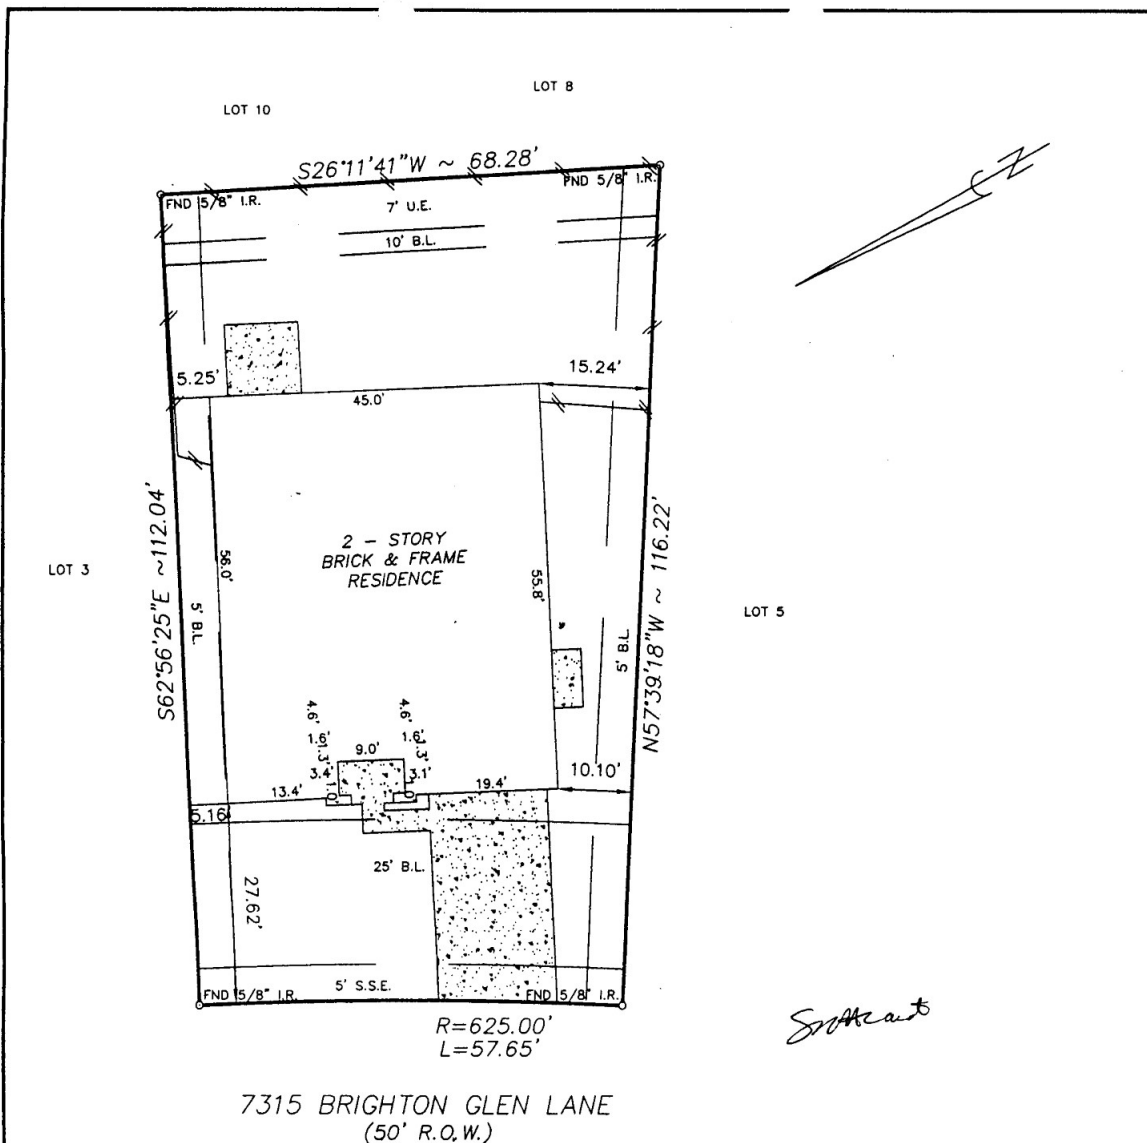 LOT 10
LOT 8
S26°11'41"W ~ 68.28'
FND 5/8" I.R.
FND 5/8" I.R.
7' U.E.
10' B.L.
N
5.25'
15.24'
45.0'
S62°56'25"E ~112.04'
N57°39'18"W ~ 116.22'
LOT 3
LOT 5
2 - STORY
BRICK & FRAME
RESIDENCE
56.0'
55.8'
5' B.L.
5' B.L.
4.6'
4.6'
1.6'
1.3'
1.6'
1.3'
9.0'
3.4'
3.1'
13.4'
19.4'
10.10'
5.16'
25' B.L.
27.62'
5' S.S.E.
FND 5/8" I.R.
FND 5/8" I.R.
R=625.00'
L=57.65'
7315 BRIGHTON GLEN LANE
(50' R.O.W.)